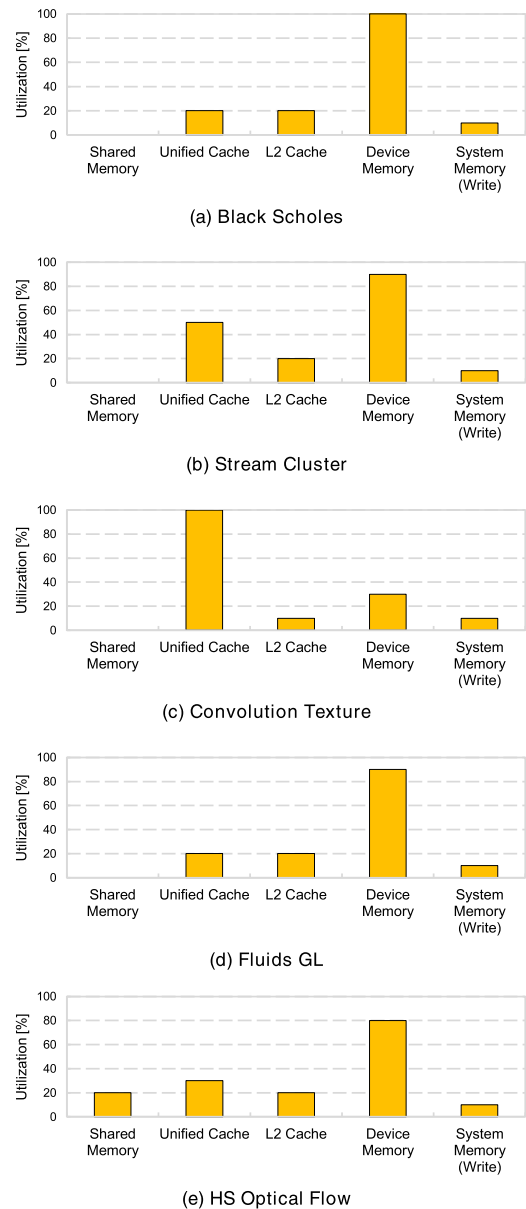 Utilization [%]
100
80
60
40
20
0
Shared Memory
Unified Cache
L2 Cache
Device Memory
System Memory (Write)
(a) Black Scholes
Utilization [%]
100
80
60
40
20
0
Shared Memory
Unified Cache
L2 Cache
Device Memory
System Memory (Write)
(b) Stream Cluster
Utilization [%]
100
80
60
40
20
0
Shared Memory
Unified Cache
L2 Cache
Device Memory
System Memory (Write)
(c) Convolution Texture
Utilization [%]
100
80
60
40
20
0
Shared Memory
Unified Cache
L2 Cache
Device Memory
System Memory (Write)
(d) Fluids GL
Utilization [%]
100
80
60
40
20
0
Shared Memory
Unified Cache
L2 Cache
Device Memory
System Memory (Write)
(e) HS Optical Flow